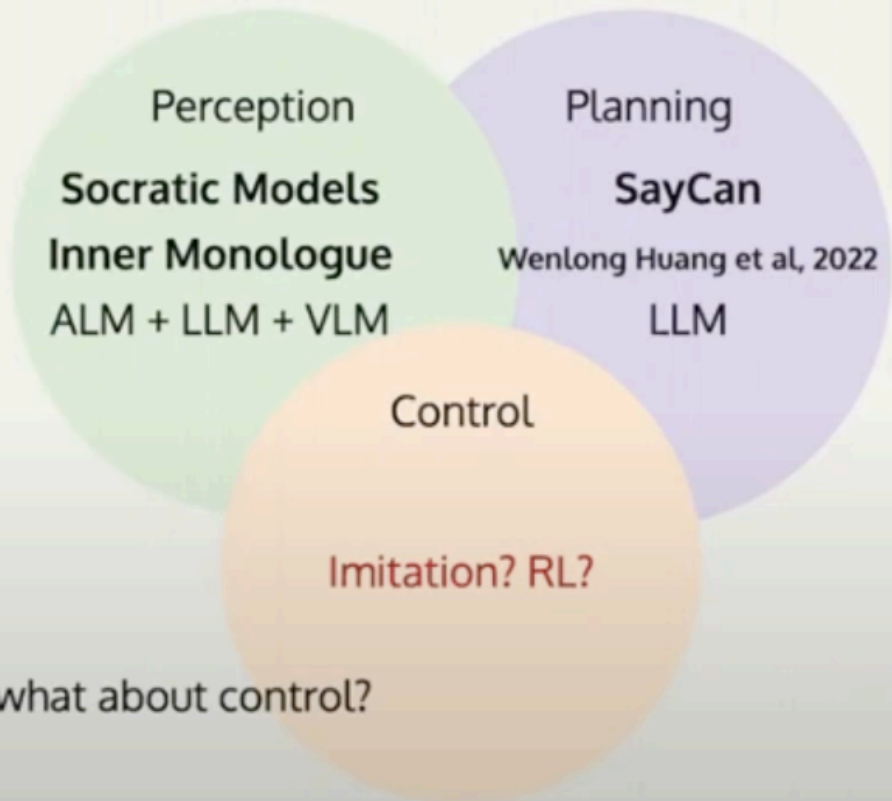 Perception
Socratic Models
Inner Monologue
ALM + LLM + VLM
Planning
SayCan
Wenlong Huang et al, 2022
LLM
Control
Imitation? RL?
what about control?